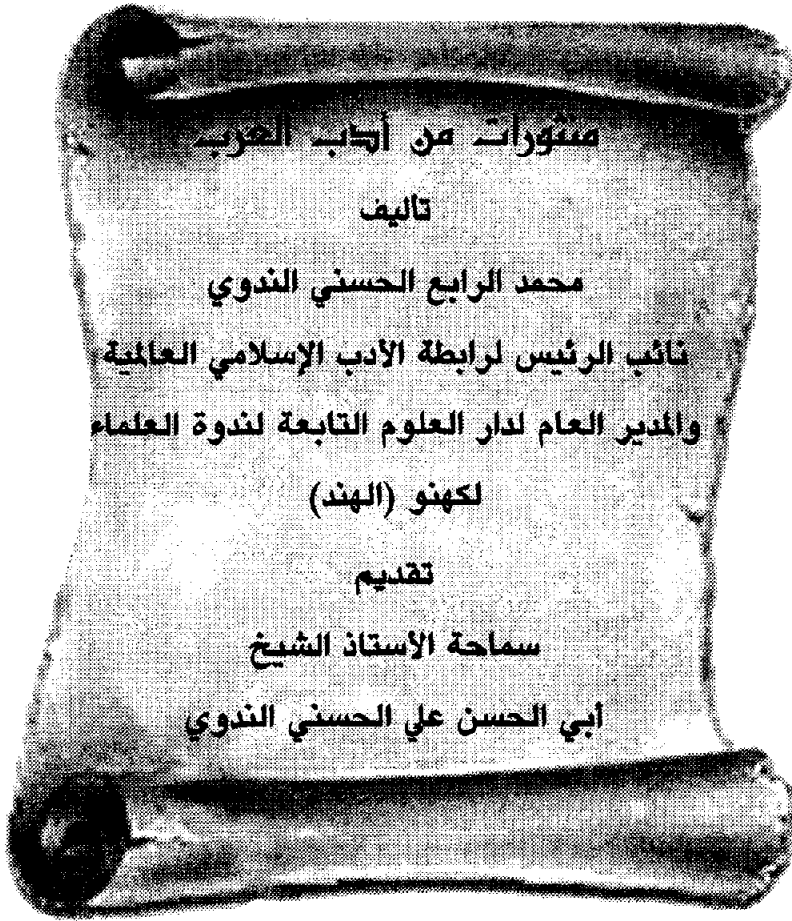 منثورات من أدب العرب
تاليف
محمد الرابع الحسني الندوي
نائب الرئيس لرابطة الأدب الإسلامي العالمية
والمدير العام لدار العلوم التابعة لندوة العلماء
لكهنو (الهند)
تقديم
سماحة الأستاذ الشيخ
أبي الحسن علي الحسني الندوي